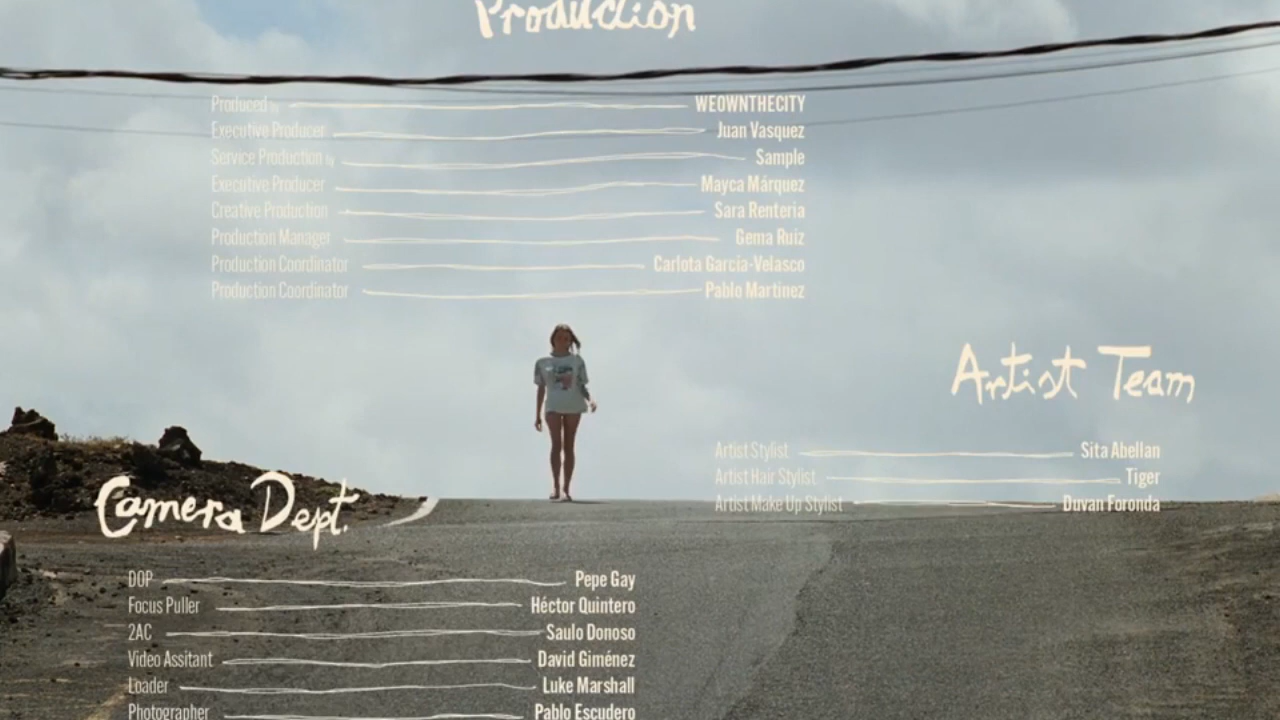 Production
Produced by WEOWNTHECITY
Executive Producer Juan Vasquez
Service Production by Sample
Executive Producer Mayca Márquez
Creative Production Sara Renteria
Production Manager Gema Ruiz
Production Coordinator Carlota Garcia-Velasco
Production Coordinator Pablo Martinez
Artist Team
Artist Stylist Sita Abellan
Artist Hair Stylist Tiger
Artist Make Up Stylist Duvan Foronda
Camera Dept.
DOP Pepe Gay
Focus Puller Héctor Quintero
2AC Saulo Donoso
Video Assitant David Giménez
Loader Luke Marshall
Photographer Pablo Escudero